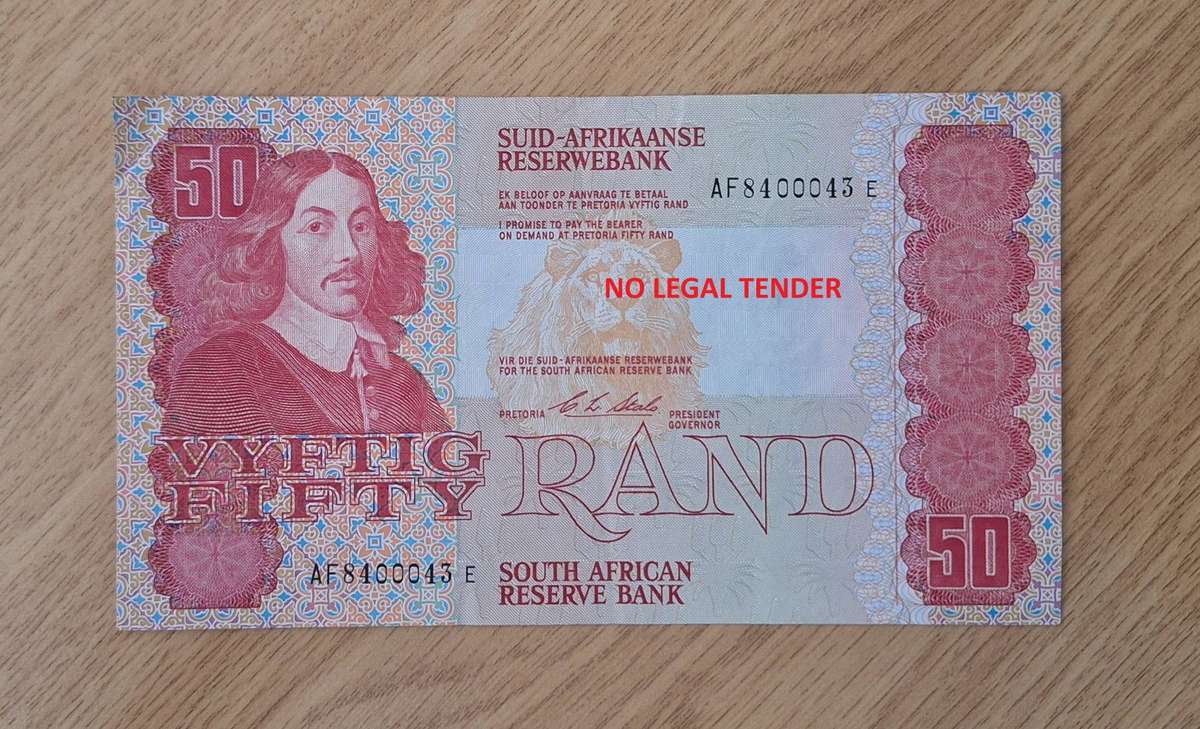 50
SUID-AFRIKAANSE
RESERWEBANK
EK BELOOF OP AANVRAAG TE BETAAL
AAN TOONDER TE PRETORIA VYFTIG RAND
AF8400043 E
I PROMISE TO PAY THE BEARER
ON DEMAND AT PRETORIA FIFTY RAND
NO LEGAL TENDER
VIR DIE SUID-AFRIKAANSE RESERWEBANK
FOR THE SOUTH AFRICAN RESERVE BANK
PRETORIA
PRESIDENT
GOVERNOR
VYFTIG
FIFTY
RAND
50
AF8400043 E
SOUTH AFRICAN
RESERVE BANK